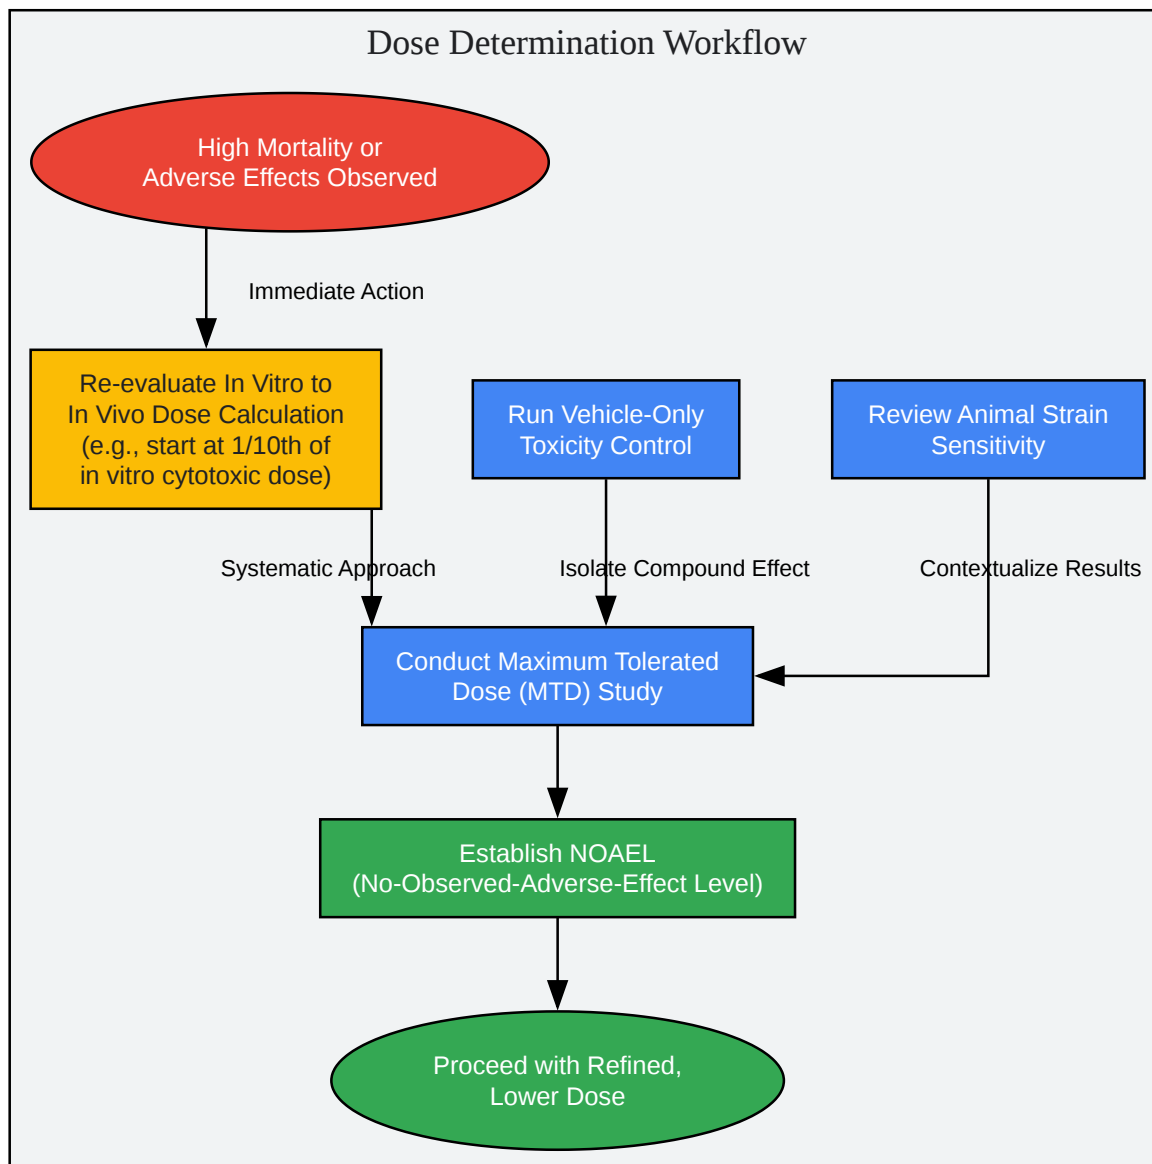 Dose Determination Workflow
High Mortality or
Adverse Effects Observed
Immediate Action
Re-evaluate In Vitro to
In Vivo Dose Calculation
(e.g., start at 1/10th of
in vitro cytotoxic dose)
Run Vehicle-Only
Toxicity Control
Review Animal Strain
Sensitivity
Systematic Approach
Isolate Compound Effect
Contextualize Results
Conduct Maximum Tolerated
Dose (MTD) Study
Establish NOAEL
(No-Observed-Adverse-Effect Level)
Proceed with Refined,
Lower Dose